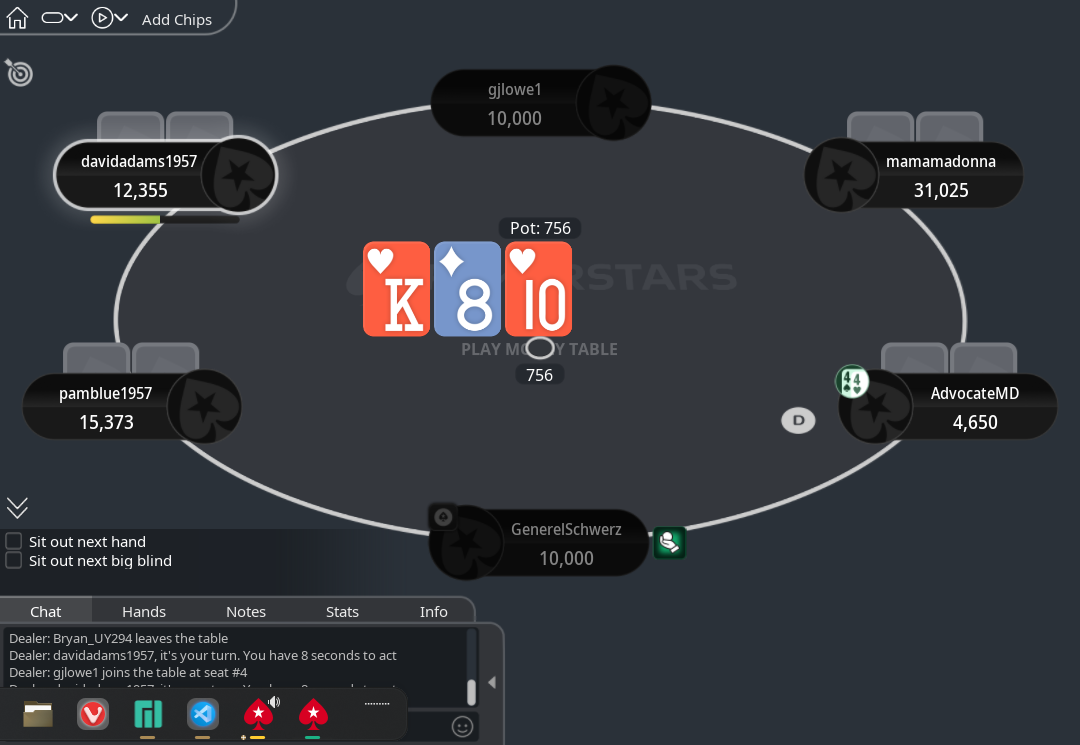 Add Chips
gjlowe1
10,000
davidadams1957
12,355
mamamadonna
31,025
Pot: 756
K 8 10
RSTARS
PLAY MO Y TABLE
756
pamblue1957
15,373
4 4
AdvocateMD
4,650
D
GenerelSchwerz
10,000
Sit out next hand
Sit out next big blind
Chat Hands Notes Stats Info
Dealer: Bryan_UY294 leaves the table
Dealer: davidadams1957, it's your turn. You have 8 seconds to act
Dealer: gjlowe1 joins the table at seat #4